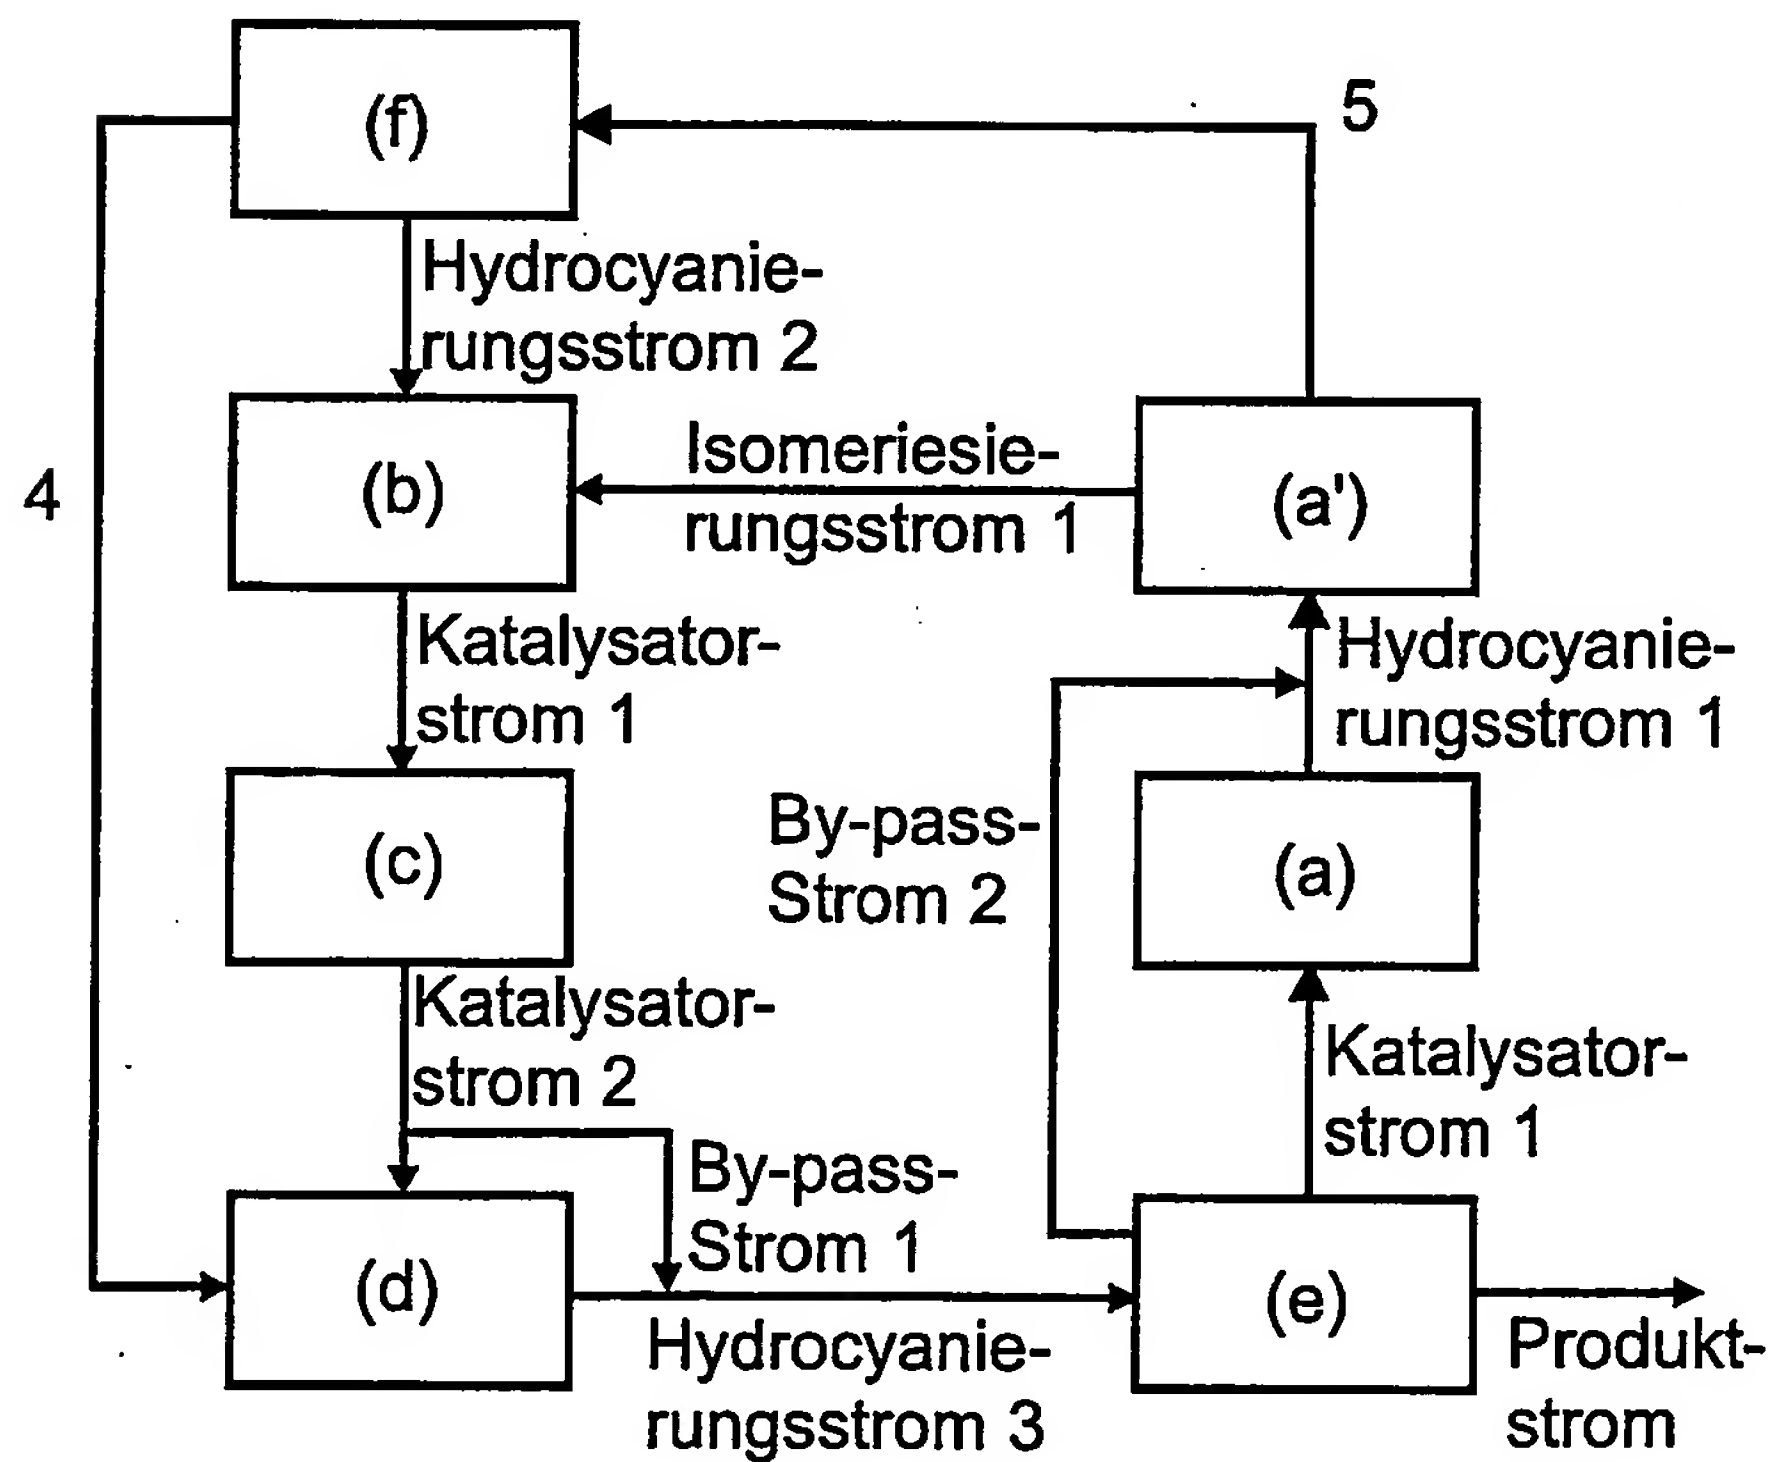 (f)
5
Hydrocyanie-
rungsstrom 2
4
(b)
Isomeriesie-
rungsstrom 1
(a')
Katalysator-
strom 1
Hydrocyanie-
rungsstrom 1
(c)
By-pass-
Strom 2
(a)
Katalysator-
strom 2
Katalysator-
strom 1
By-pass-
Strom 1
(d)
(e)
Hydrocyanie-
rungsstrom 3
Produkt-
strom